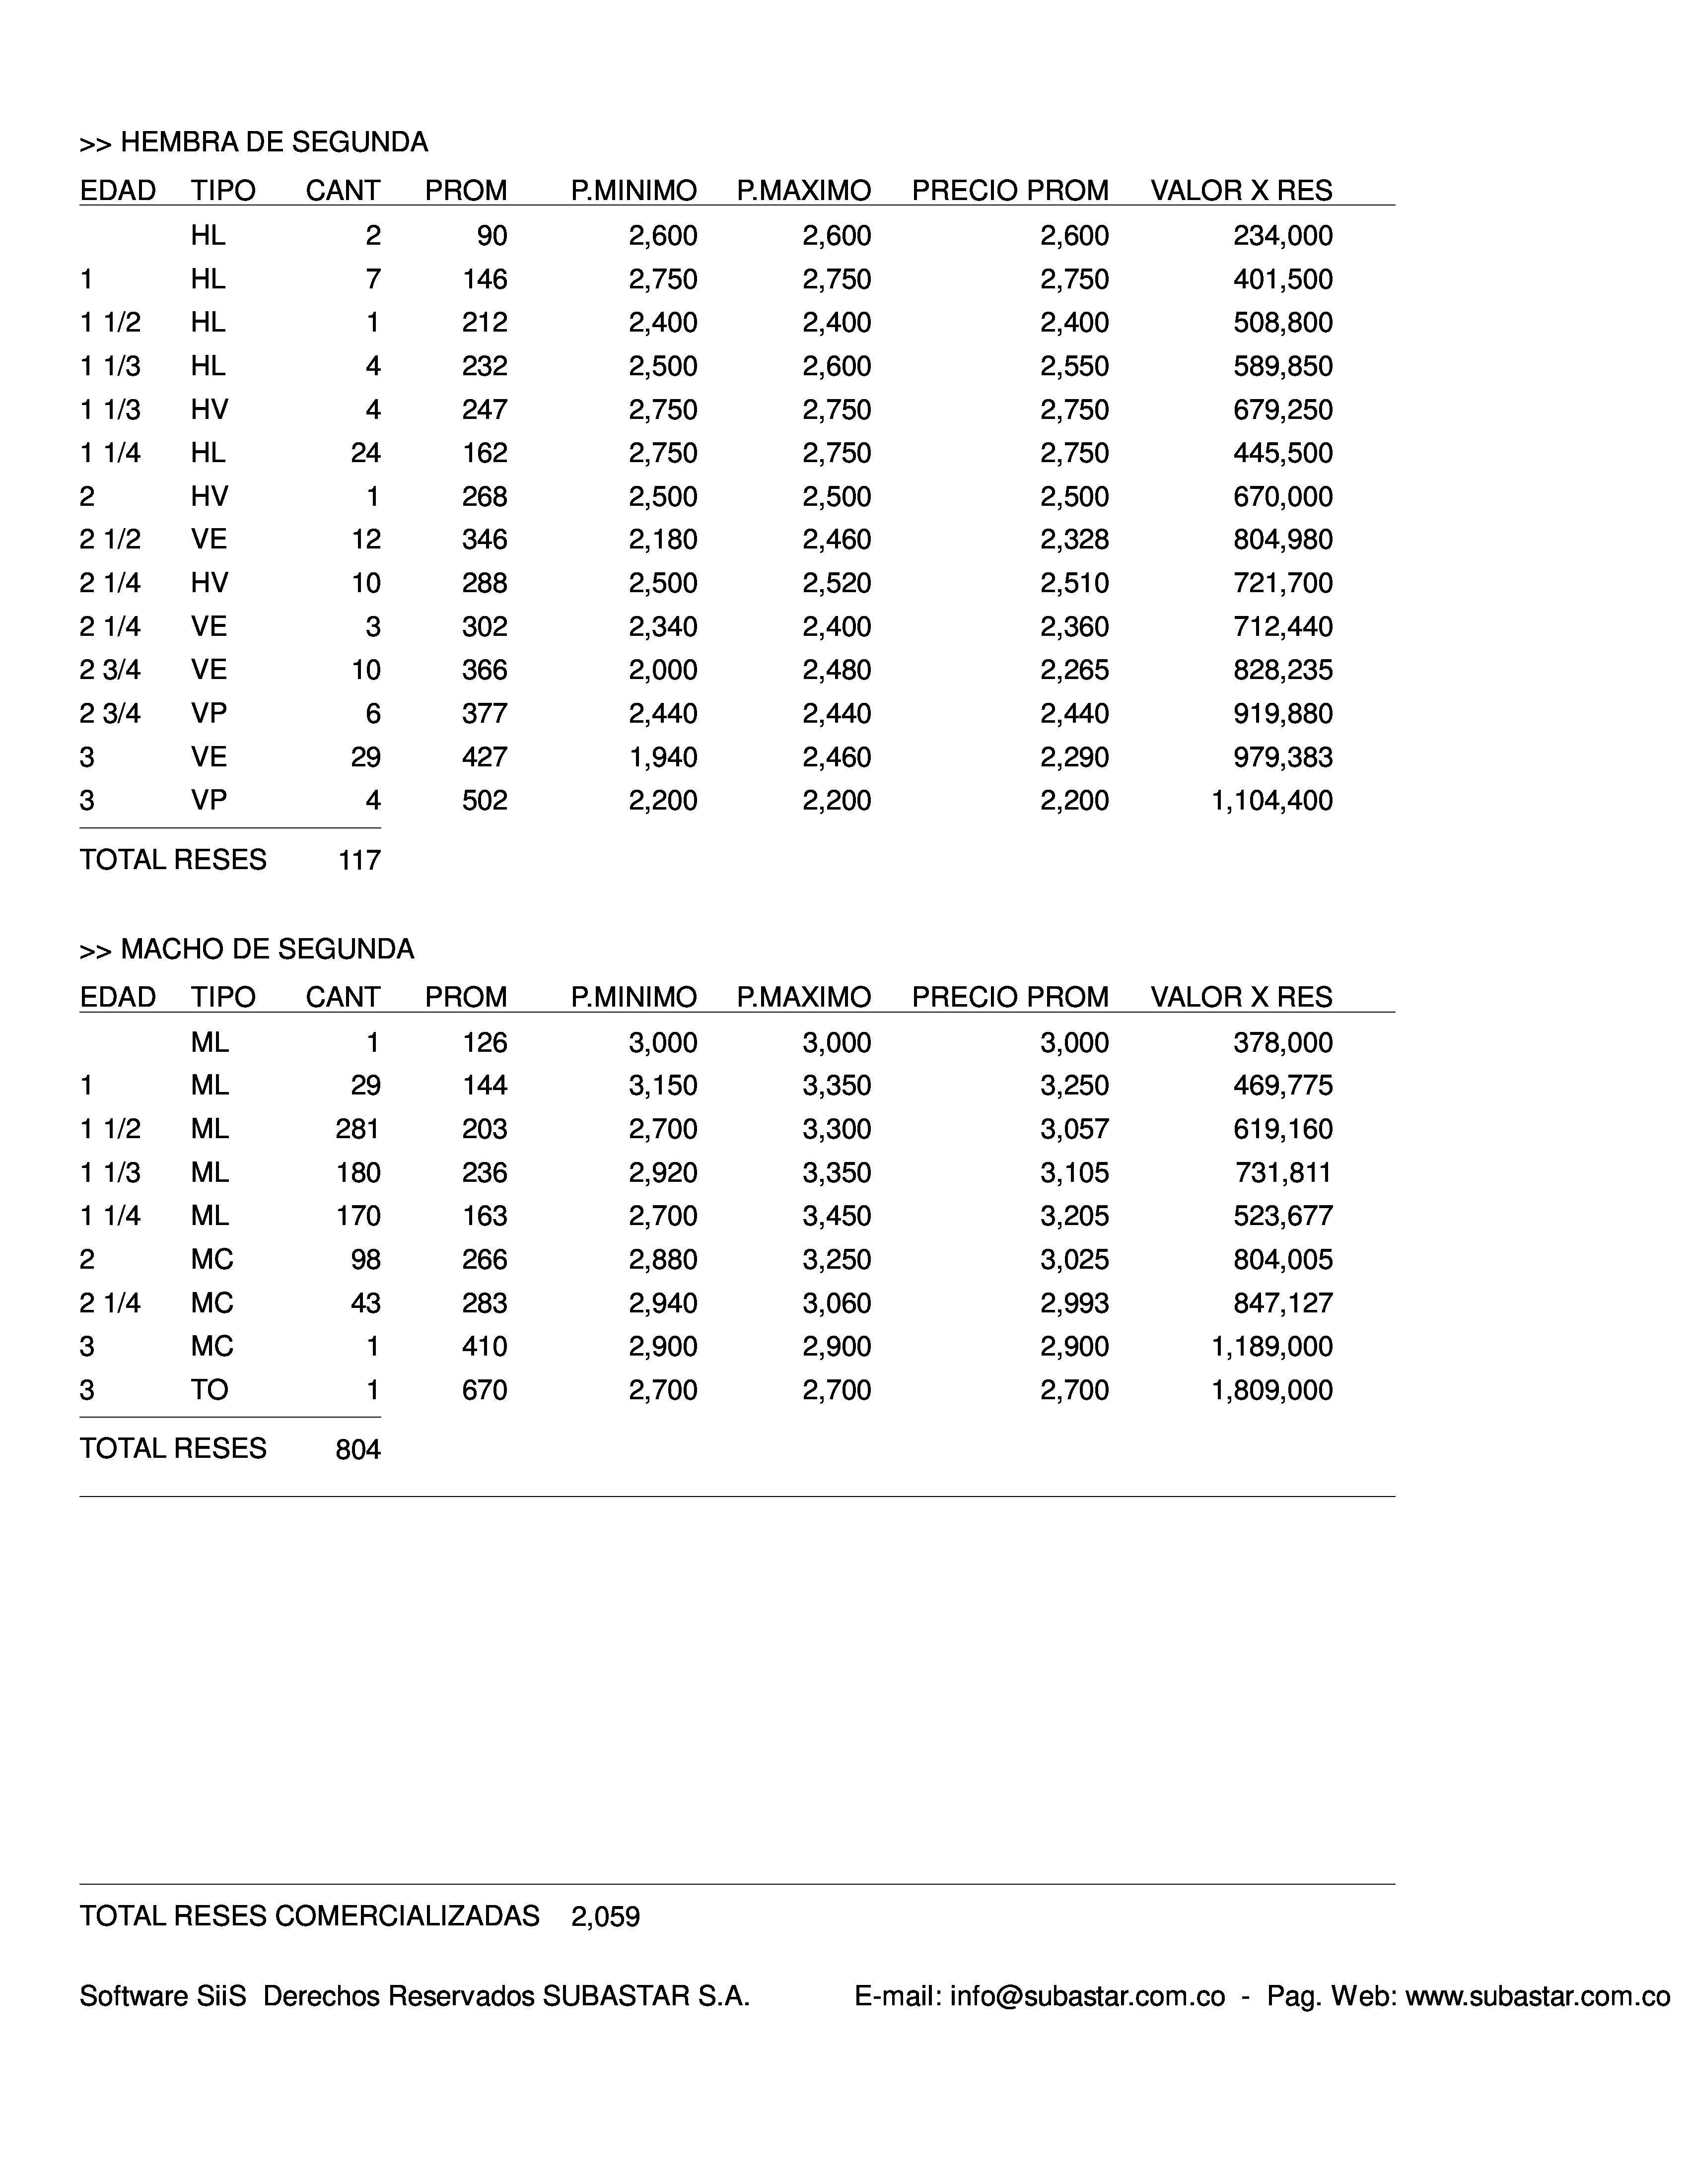 >> HEMBRA DE SEGUNDA
EDAD TIPO CANT PROM P.MINIMO P.MAXIMO PRECIO PROM VALOR X RES
HL 2 90 2,600 2,600 2,600 234,000
1 HL 7 146 2,750 2,750 2,750 401,500
1 1/2 HL 1 212 2,400 2,400 2,400 508,800
1 1/3 HL 4 232 2,500 2,600 2,550 589,850
1 1/3 HV 4 247 2,750 2,750 2,750 679,250
1 1/4 HL 24 162 2,750 2,750 2,750 445,500
2 HV 1 268 2,500 2,500 2,500 670,000
2 1/2 VE 12 346 2,180 2,460 2,328 804,980
2 1/4 HV 10 288 2,500 2,520 2,510 721,700
2 1/4 VE 3 302 2,340 2,400 2,360 712,440
2 3/4 VE 10 366 2,000 2,480 2,265 828,235
2 3/4 VP 6 377 2,440 2,440 2,440 919,880
3 VE 29 427 1,940 2,460 2,290 979,383
3 VP 4 502 2,200 2,200 2,200 1,104,400
TOTAL RESES 117
>> MACHO DE SEGUNDA
EDAD TIPO CANT PROM P.MINIMO P.MAXIMO PRECIO PROM VALOR X RES
ML 1 126 3,000 3,000 3,000 378,000
1 ML 29 144 3,150 3,350 3,250 469,775
1 1/2 ML 281 203 2,700 3,300 3,057 619,160
1 1/3 ML 180 236 2,920 3,350 3,105 731,811
1 1/4 ML 170 163 2,700 3,450 3,205 523,677
2 MC 98 266 2,880 3,250 3,025 804,005
2 1/4 MC 43 283 2,940 3,060 2,993 847,127
3 MC 1 410 2,900 2,900 2,900 1,189,000
3 TO 1 670 2,700 2,700 2,700 1,809,000
TOTAL RESES 804
TOTAL RESES COMERCIALIZADAS 2,059
Software SiiS Derechos Reservados SUBASTAR S.A. E-mail: info@subastar.com.co - Pag. Web: www.subastar.com.co